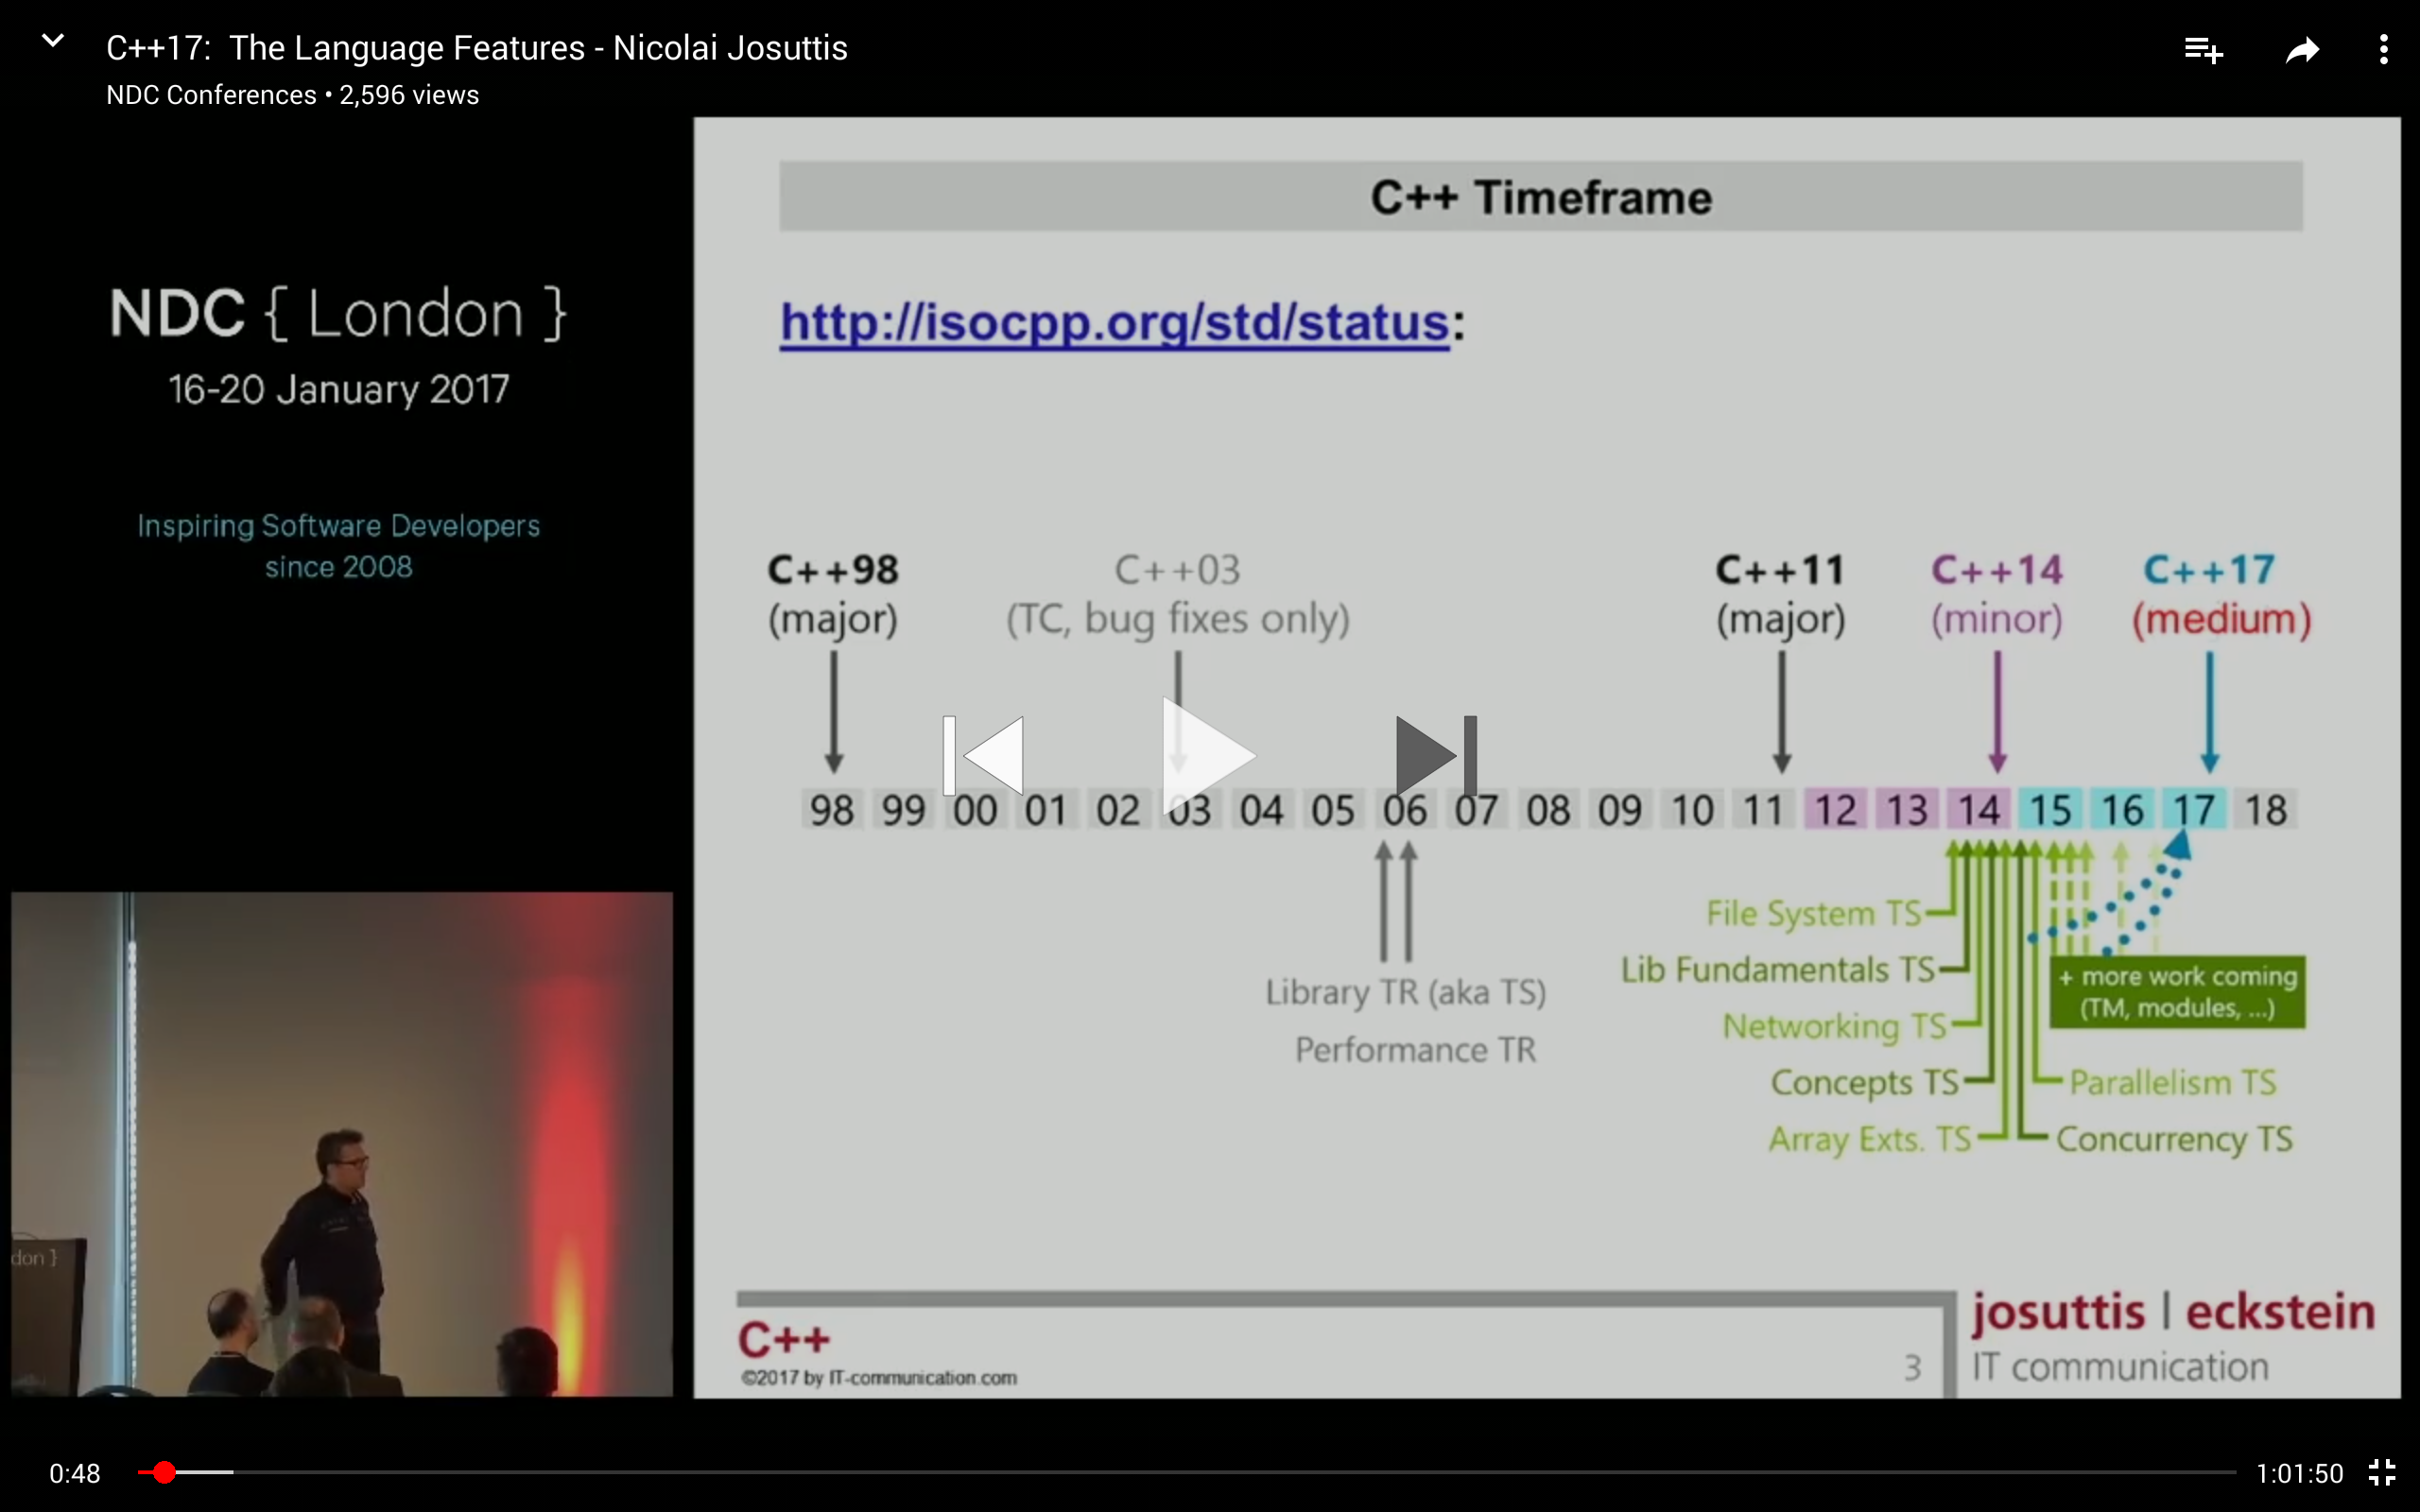 C++17: The Language Features - Nicolai Josuttis
NDC Conferences • 2,596 views
NDC { London }
16-20 January 2017
Inspiring Software Developers
since 2008
don }
C++ Timeframe
http://isocpp.org/std/status:
C++98
(major)
C++03
(TC, bug fixes only)
C++11
(major)
C++14
(minor)
C++17
(medium)
98 99 00 01 02 03 04 05 06 07 08 09 10 11 12 13 14 15 16 17 18
Library TR (aka TS)
Performance TR
File System TS
Lib Fundamentals TS
Networking TS
Concepts TS
Array Exts. TS
+ more work coming
(TM, modules, ...)
Parallelism TS
Concurrency TS
C++
©2017 by IT-communication.com
3
josuttis | eckstein
IT communication
0:48
1:01:50